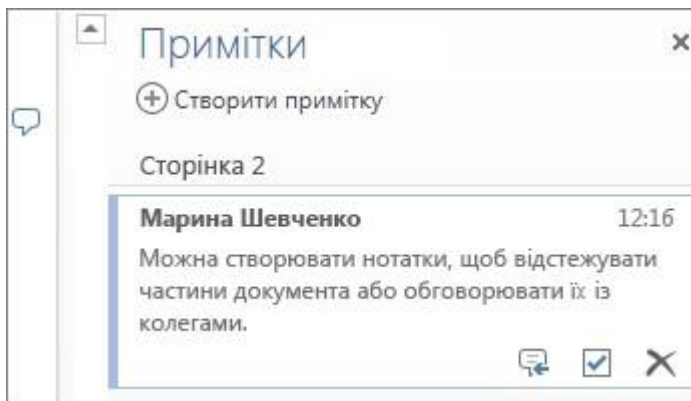 Примітки
Створити примітку
Сторінка 2
Марина Шевченко 12:16
Можна створювати нотатки, щоб відстежувати
частини документа або обговорювати їх із
колегами.